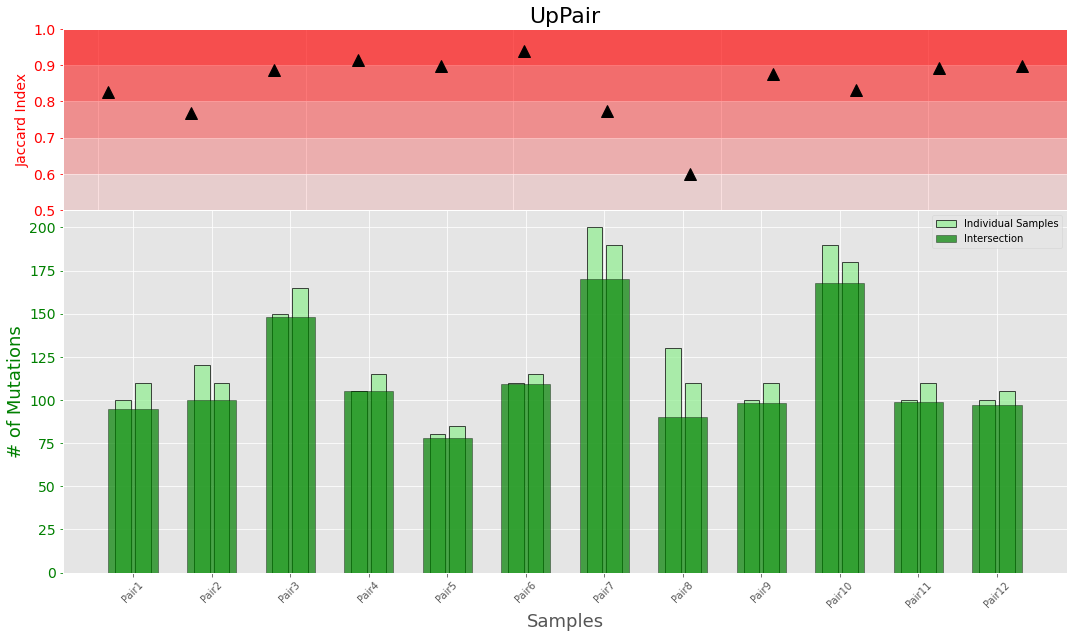 UpPair
1.0
0.9
0.8
0.7
0.6
0.5
Jaccard Index
200
175
150
125
100
75
50
25
0
# of Mutations
Individual Samples
Intersection
Pair1
Pair2
Pair3
Pair4
Pair5
Pair6
Pair7
Pair8
Pair9
Pair10
Pair11
Pair12
Samples